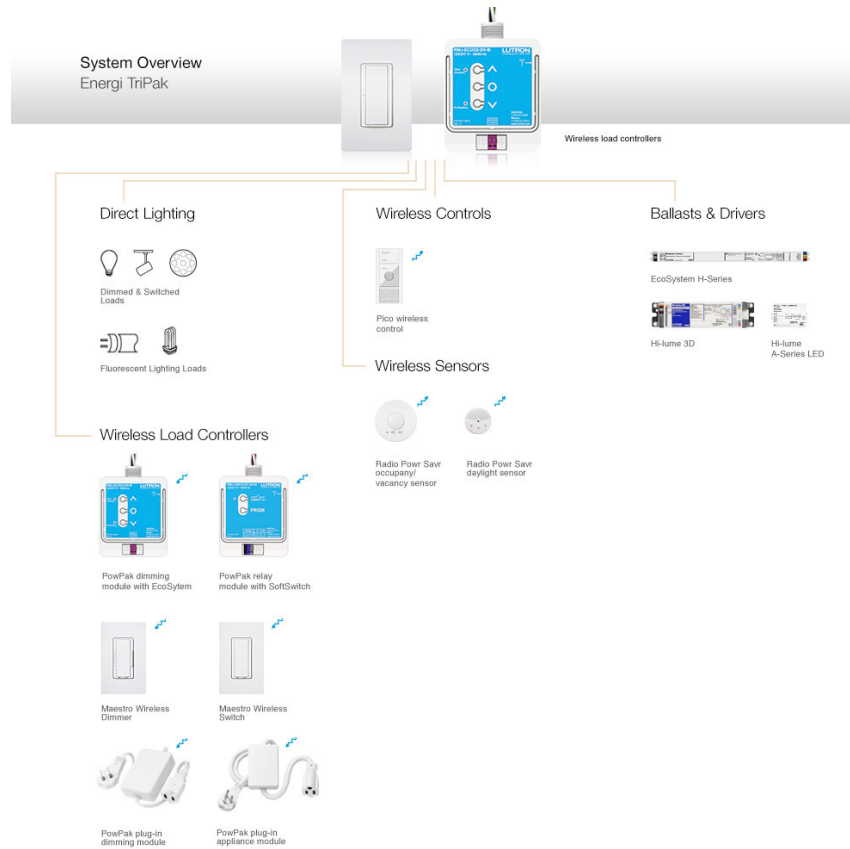 System Overview
Energi TriPak
LUTRON
Wireless load controllers
Direct Lighting
Wireless Controls
Ballasts & Drivers
Dimmed & Switched
Loads
Pico wireless
control
EcoSystem H-Series
Fluorescent Lighting Loads
Hi-lume 3D
Hi-lume
A-Series LED
Wireless Sensors
Radio Powr Savr
occupany/
vacancy sensor
Radio Powr Savr
daylight sensor
Wireless Load Controllers
LUTRON
LUTRON
PRGM
PowPak dimming
module with EcoSytem
PowPak relay
module with SoftSwitch
Maestro Wireless
Dimmer
Maestro Wireless
Switch
PowPak plug-in
dimming module
PowPak plug-in
appliance module